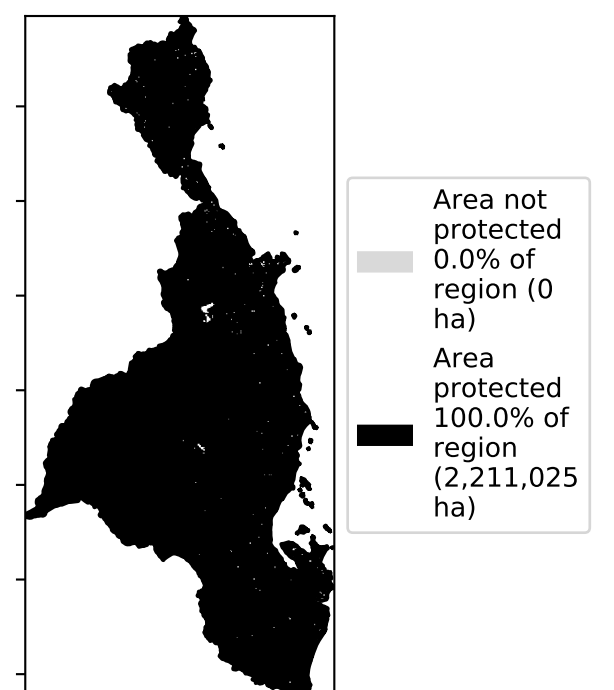 Area not
protected
0.0% of
region (0
ha)
Area
protected
100.0% of
region
(2,211,025
ha)